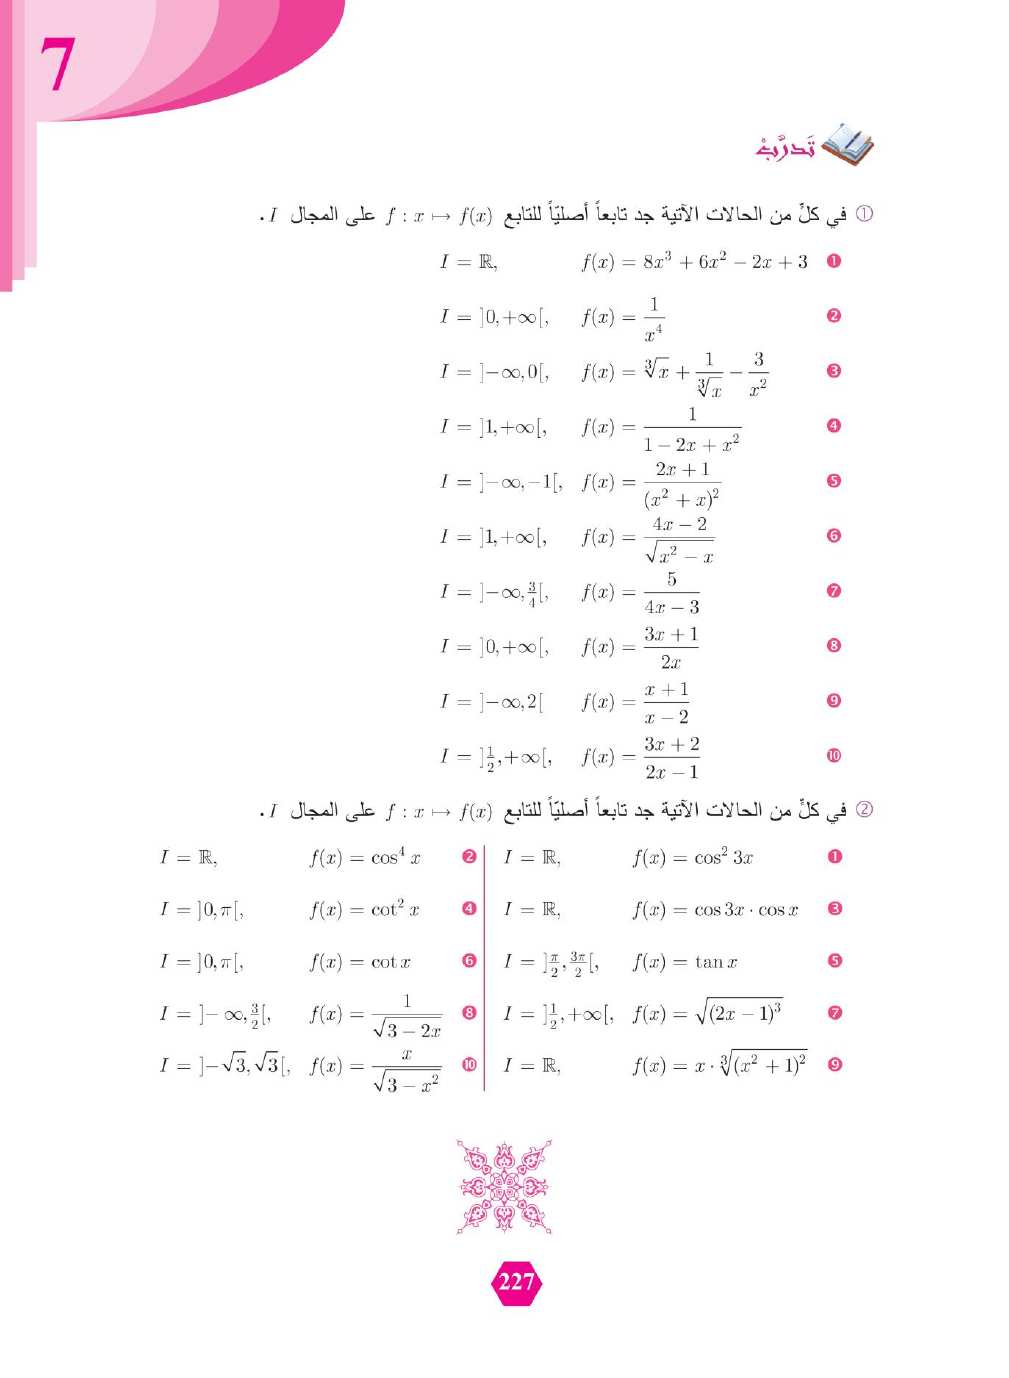 7
تَدرَّبْ
① في كلٍّ من الحالات الآتية جد تابعاً أصليّاً للتابع f : x ↦ f(x) على المجال I .
❶ f(x) = 8x³ + 6x² − 2x + 3 I = ℝ,
❷ f(x) = 1/x⁴ I = ]0,+∞[,
❸ f(x) = ∛x + 1/∛x − 3/x² I = ]−∞,0[,
❹ f(x) = 1/(1 − 2x + x²) I = ]1,+∞[,
❺ f(x) = (2x + 1)/(x² + x)² I = ]−∞,−1[,
❻ f(x) = (4x − 2)/√(x² − x) I = ]1,+∞[,
❼ f(x) = 5/(4x − 3) I = ]−∞,3/4[,
❽ f(x) = (3x + 1)/2x I = ]0,+∞[,
❾ f(x) = (x + 1)/(x − 2) I = ]−∞,2[
❿ f(x) = (3x + 2)/(2x − 1) I = ]1/2,+∞[,
② في كلٍّ من الحالات الآتية جد تابعاً أصليّاً للتابع f : x ↦ f(x) على المجال I .
❶ f(x) = cos² 3x I = ℝ, ❷ f(x) = cos⁴ x I = ℝ,
❸ f(x) = cos 3x · cos x I = ℝ, ❹ f(x) = cot² x I = ]0,π[,
❺ f(x) = tan x I = ]π/2,3π/2[, ❻ f(x) = cot x I = ]0,π[,
❼ f(x) = √((2x − 1)³) I = ]1/2,+∞[, ❽ f(x) = 1/√(3 − 2x) I = ]−∞,3/2[,
❾ f(x) = x · ∛((x² + 1)²) I = ℝ, ❿ f(x) = x/√(3 − x²) I = ]−√3,√3[,
227